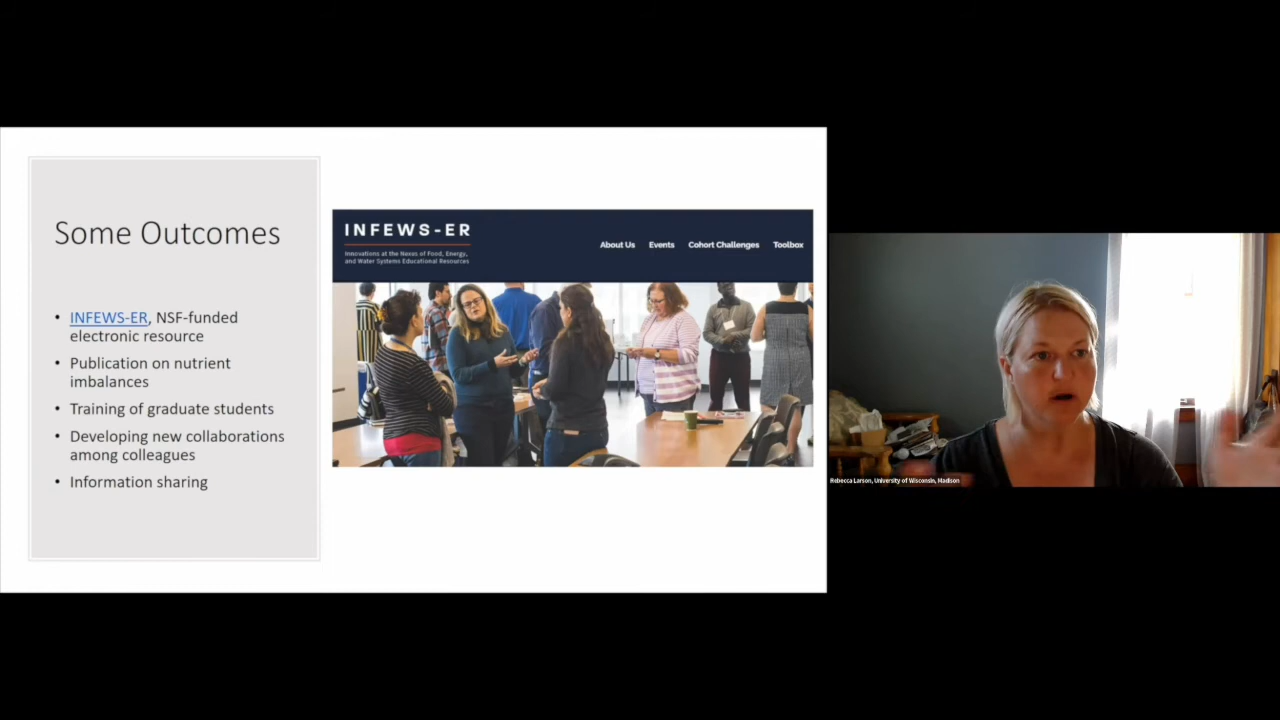 Some Outcomes
• INFEWS-ER, NSF-funded
electronic resource
• Publication on nutrient
imbalances
• Training of graduate students
• Developing new collaborations
among colleagues
• Information sharing
INFEWS-ER
Innovations at the Nexus of Food, Energy,
and Water Systems Educational Resources
About Us Events Cohort Challenges Toolbox
Rebecca Larson, University of Wisconsin, Madison